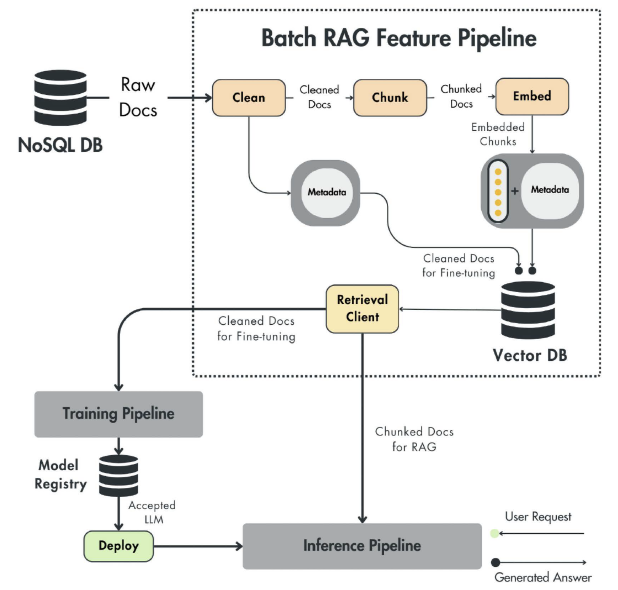 Batch RAG Feature Pipeline
Raw
Docs
NoSQL DB
Clean
Cleaned
Docs
Chunk
Chunked
Docs
Embed
Embedded
Chunks
Metadata
+
Metadata
Cleaned Docs
for Fine-tuning
Vector DB
Retrieval
Client
Cleaned Docs
for Fine-tuning
Training Pipeline
Chunked Docs
for RAG
Model
Registry
Accepted
LLM
Deploy
Inference Pipeline
User Request
Generated Answer